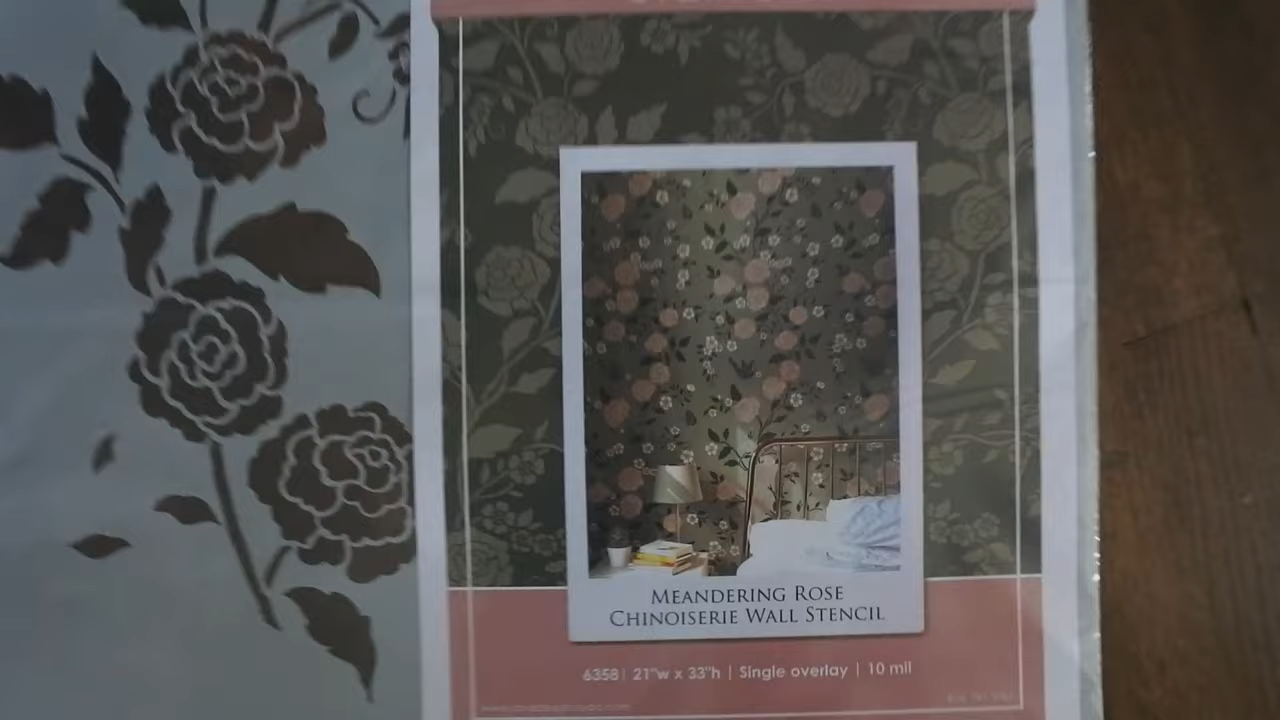 MEANDERING ROSE
CHINOISERIE WALL STENCIL
6358| 21"w x 33"h | Single overlay | 10 mil